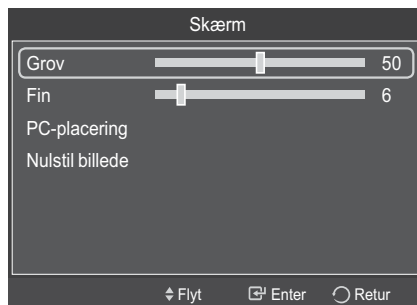 Skærm
Grov 50
Fin 6
PC-placering
Nulstil billede
Flyt Enter Retur